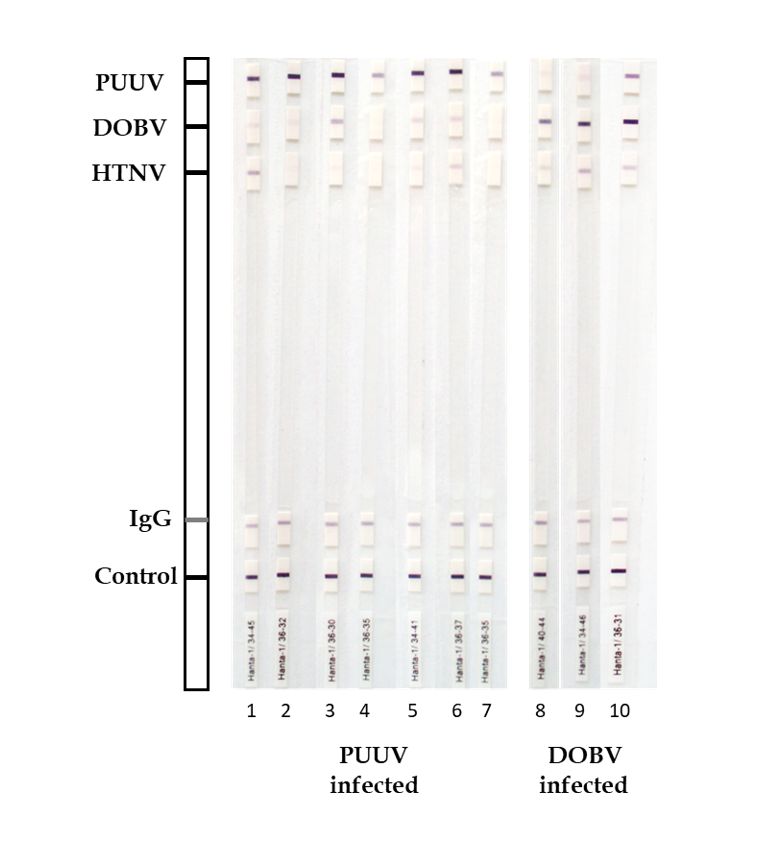 PUUV
DOBV
HTNV
IgG
Control
Hanta-1/ 34-45
Hanta-1/ 36-32
Hanta-1/ 36-30
Hanta-1/ 36-35
Hanta-1/ 34-41
Hanta-1/ 36-37
Hanta-1/ 36-35
Hanta-1/ 40-44
Hanta-1/ 34-46
Hanta-1/ 36-31
1 2 3 4 5 6 7 8 9 10
PUUV
infected
DOBV
infected